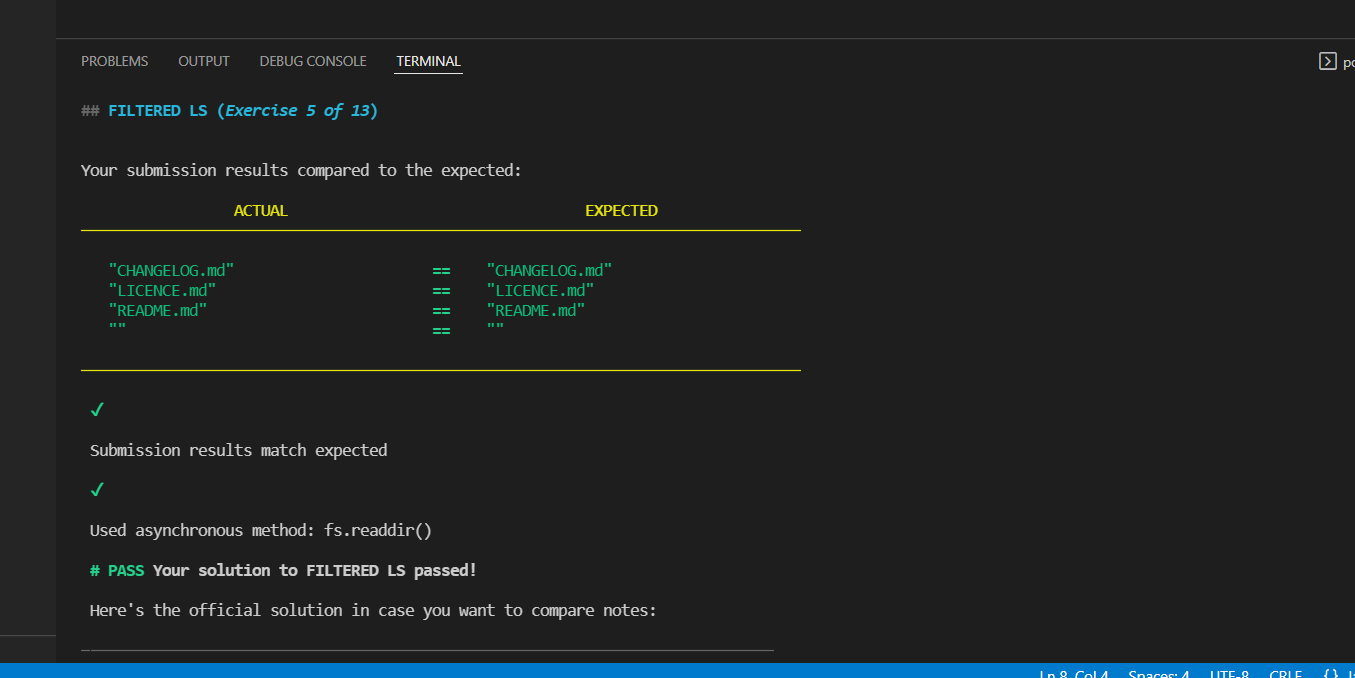 PROBLEMS OUTPUT DEBUG CONSOLE TERMINAL
## FILTERED LS (Exercise 5 of 13)
Your submission results compared to the expected:
ACTUAL EXPECTED
"CHANGELOG.md" == "CHANGELOG.md"
"LICENCE.md" == "LICENCE.md"
"README.md" == "README.md"
"" == ""
✓
Submission results match expected
✓
Used asynchronous method: fs.readdir()
# PASS Your solution to FILTERED LS passed!
Here's the official solution in case you want to compare notes:
Ln 8, Col 4 Spaces: 4 UTF-8 CRLF {}